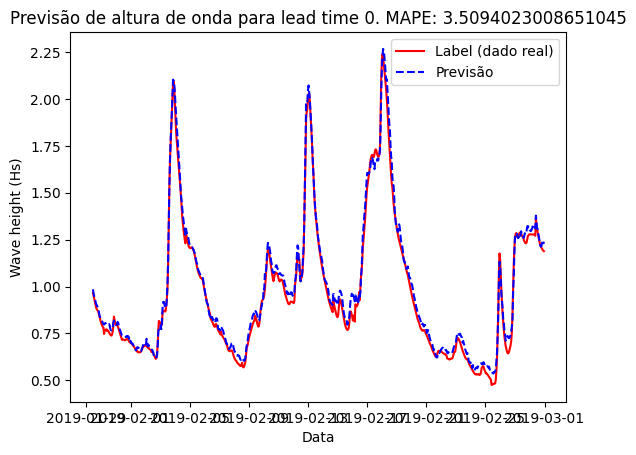 Previsão de altura de onda para lead time 0. MAPE: 3.5094023008651045
Label (dado real)
Previsão
2.25
2.00
1.75
1.50
1.25
1.00
0.75
0.50
Wave height (Hs)
2019-01-29 2019-02-01 2019-02-05 2019-02-09 2019-02-13 2019-02-17 2019-02-21 2019-02-25 2019-03-01
Data